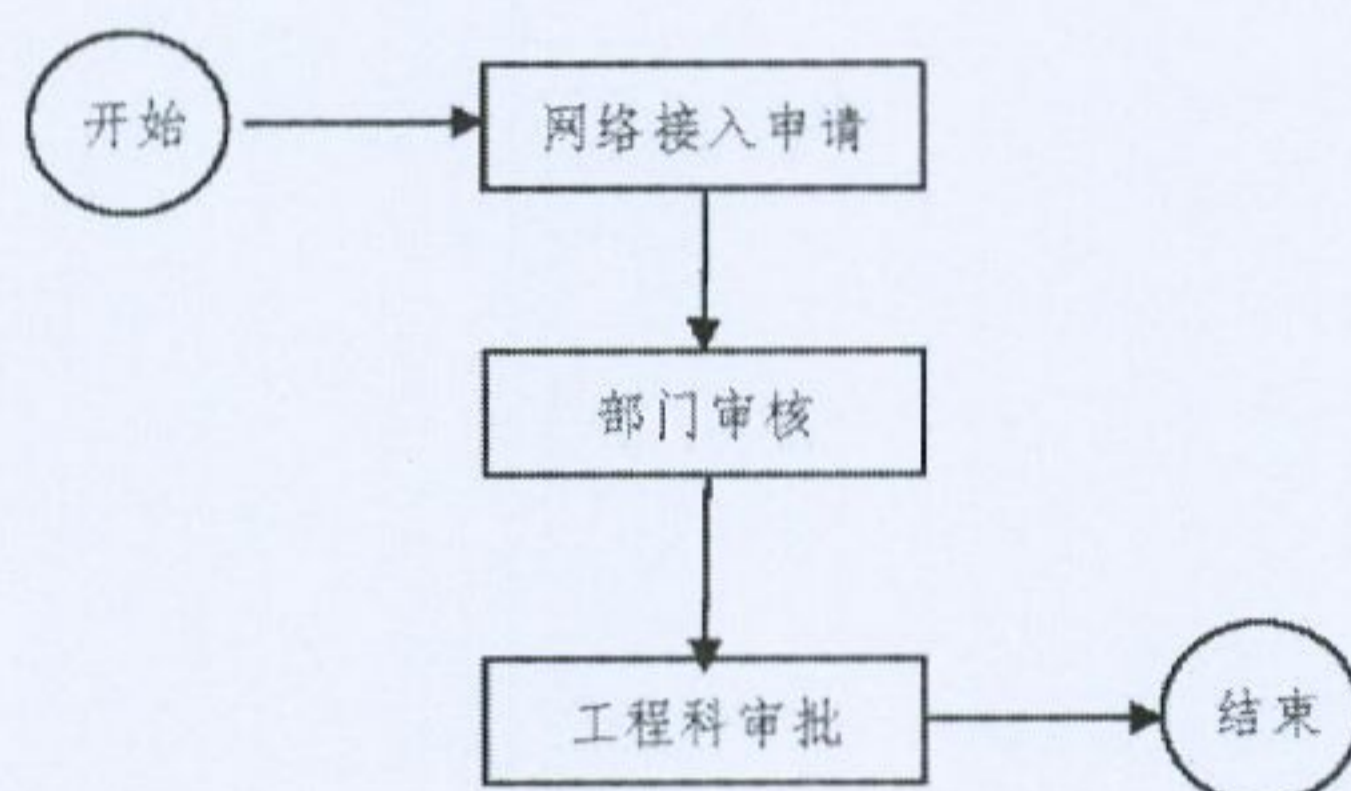 开始
网络接入申请
部门审核
工程科审批
结束